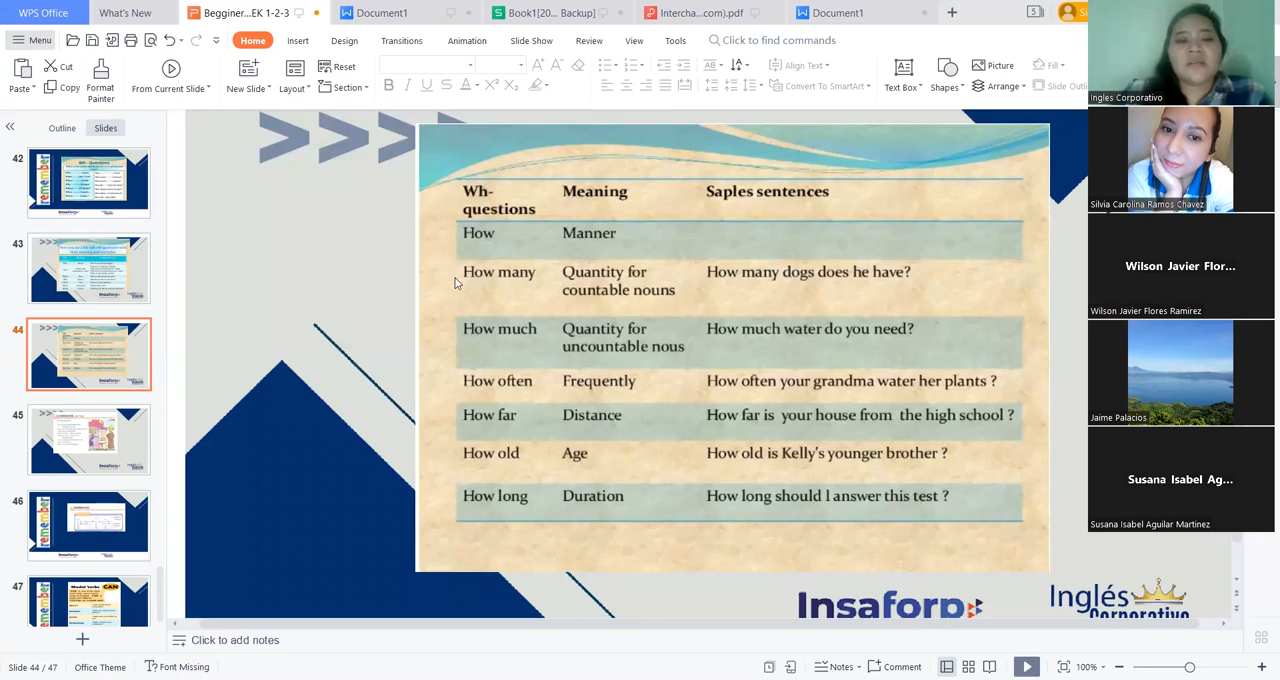 WPS Office
What's New
Begginer...EK 1-2-3
Document1
Book1[20... Backup]
Intercha...com).pdf
Document1
Menu
Home
Insert
Design
Transitions
Animation
Slide Show
Review
View
Tools
Click to find commands
Paste
Cut
Copy
Format Painter
From Current Slide
New Slide
Layout
Reset
Section
Align Text
Convert To SmartArt
Text Box
Shapes
Picture
Arrange
Fill
Outline
Slides
42
43
44
45
46
47
Wh-questions Meaning Saples sentences
How Manner
How many Quantity for countable nouns How many dogs does he have?
How much Quantity for uncountable nous How much water do you need?
How often Frequently How often your grandma water her plants ?
How far Distance How far is your house from the high school ?
How old Age How old is Kelly's younger brother ?
How long Duration How long should I answer this test ?
Insaforp
Inglés Corporativo
Ingles Corporativo
Silvia Carolina Ramos Chavez
Wilson Javier Flor...
Wilson Javier Flores Ramirez
Jaime Palacios
Susana Isabel Ag...
Susana Isabel Aguilar Martinez
Click to add notes
Slide 44 / 47
Office Theme
Font Missing
Notes
Comment
100%